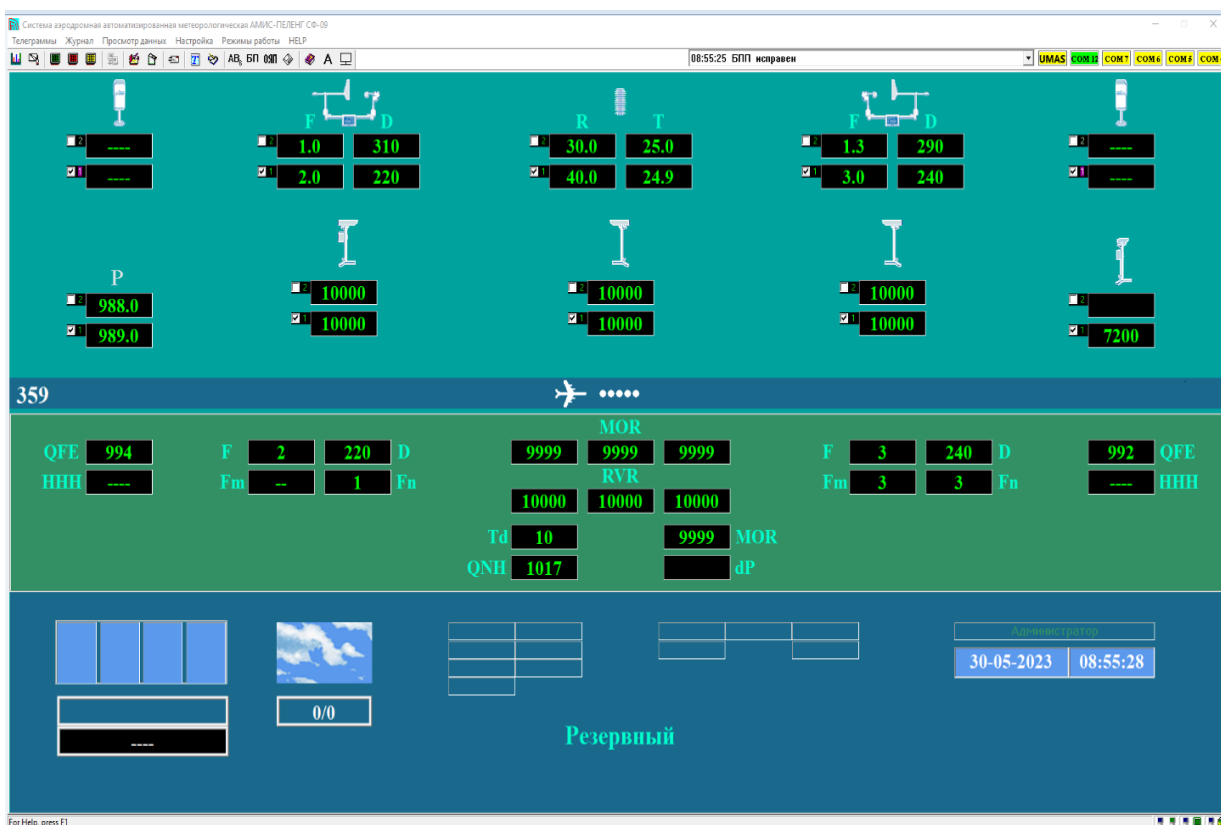 Система аэродромная автоматизированная метеорологическая АМИС-ПЕЛЕНГ СФ-09
Телеграммы Журнал Просмотр данных Настройка Режимы работы HELP
АВ, БП ОЯП А 08:55:25 БПП исправен UMAS COM12 COM7 COM6 COM5 COM
F D R T F D
2 ---- 2 1.0 310 2 30.0 25.0 2 1.3 290 2 ----
1 ---- 1 2.0 220 1 40.0 24.9 1 3.0 240 1 ----
P
2 988.0 2 10000 2 10000 2 10000 2
1 989.0 1 10000 1 10000 1 10000 1 7200
359
MOR
QFE 994 F 2 220 D 9999 9999 9999 F 3 240 D 992 QFE
HHH ---- Fm -- 1 Fn RVR Fm 3 3 Fn ---- HHH
10000 10000 10000
Td 10 9999 MOR
QNH 1017 dP
Администратор
30-05-2023 08:55:28
0/0
----
Резервный
For Help, press F1